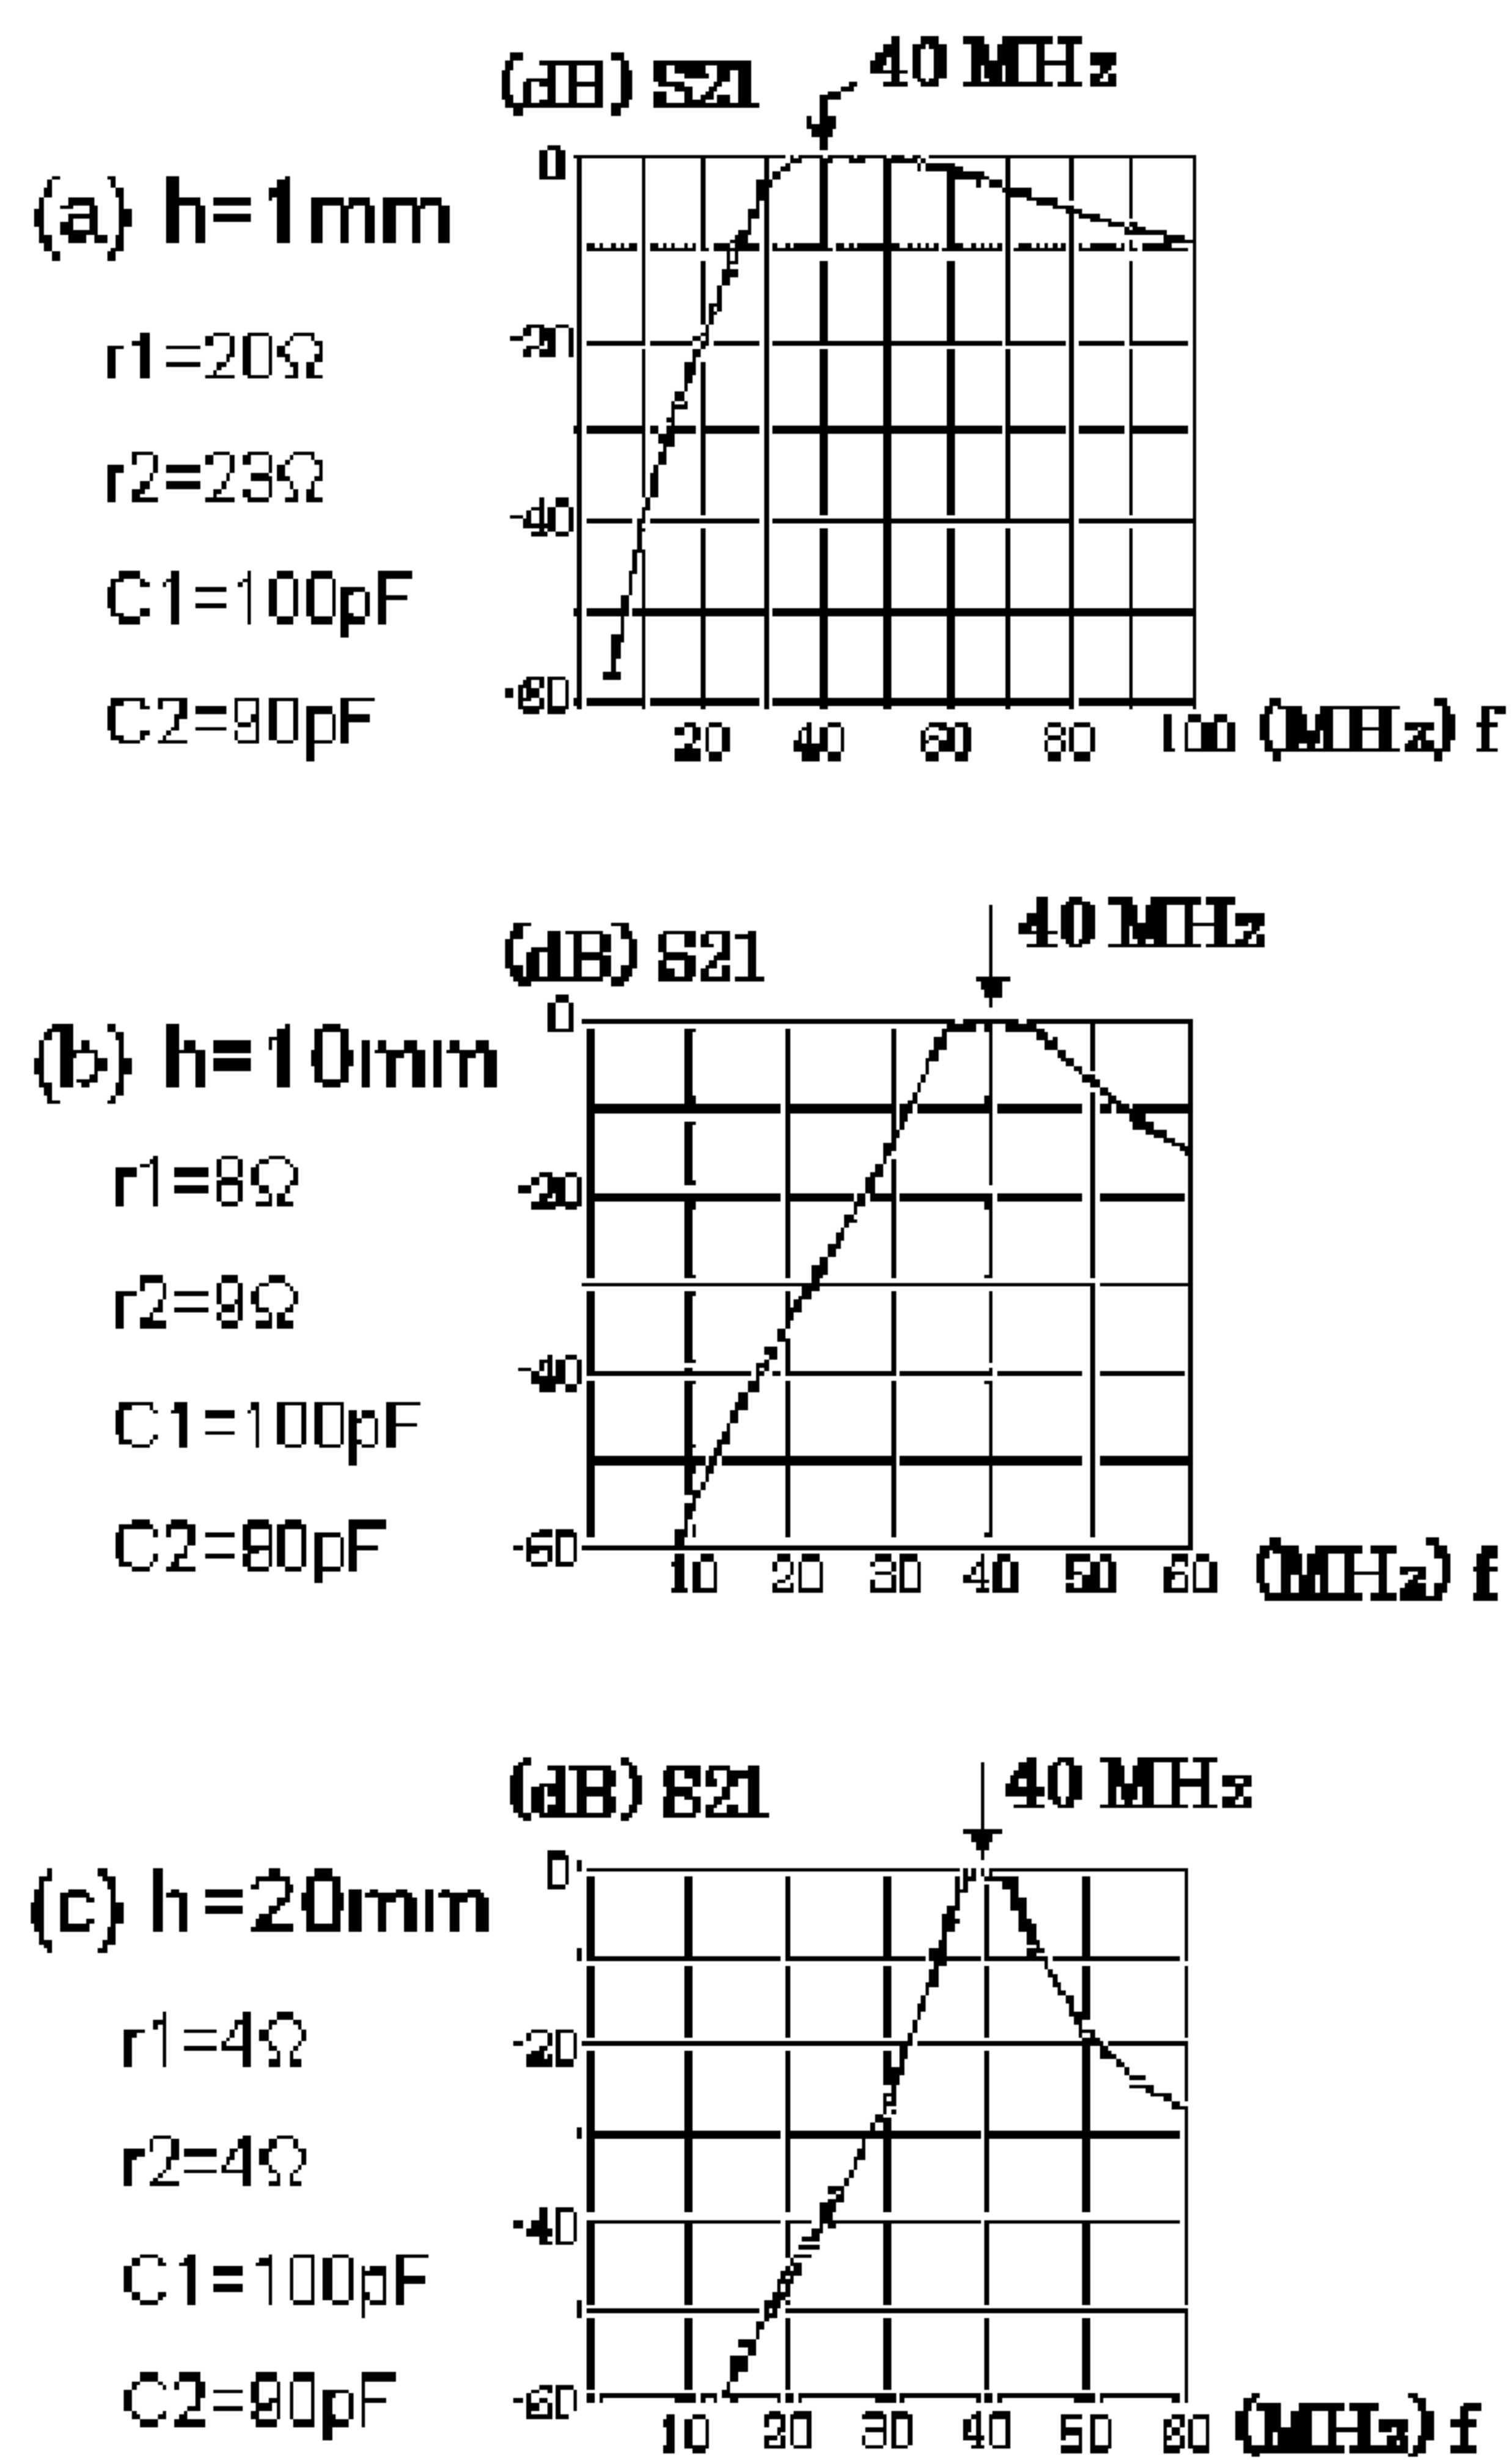 (dB) S21
40 MHz
(a) h=1mm
r1=20Ω
r2=23Ω
C1=100pF
C2=90pF
0
-20
-40
-60
20 40 60 80 100 (MHz) f
(dB) S21
40 MHz
(b) h=10mm
r1=8Ω
r2=9Ω
C1=100pF
C2=90pF
0
-20
-40
-60
10 20 30 40 50 60 (MHz) f
(dB) S21
40 MHz
(c) h=20mm
r1=4Ω
r2=4Ω
C1=100pF
C2=90pF
0
-20
-40
-60
10 20 30 40 50 60 (MHz) f